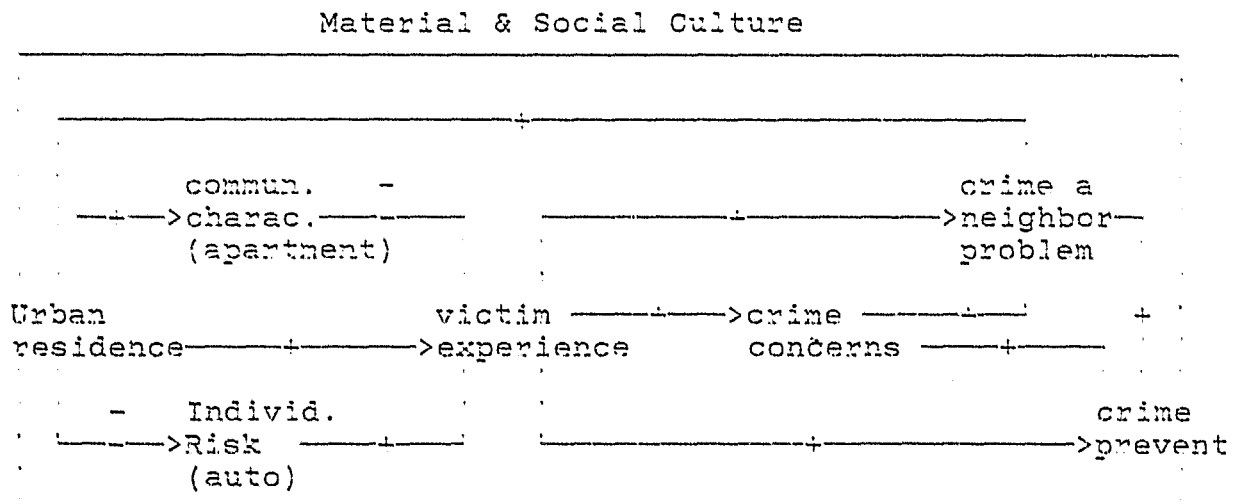 Material & Social Culture
+
commun. - crime a
—+—>charac.—-— —+—>neighbor—
(apartment) problem
Urban victim —+—>crime —+— +
residence—+—>experience concerns —+—
- Individ. crime
—-—>Risk —+— —+—>prevent
(auto)